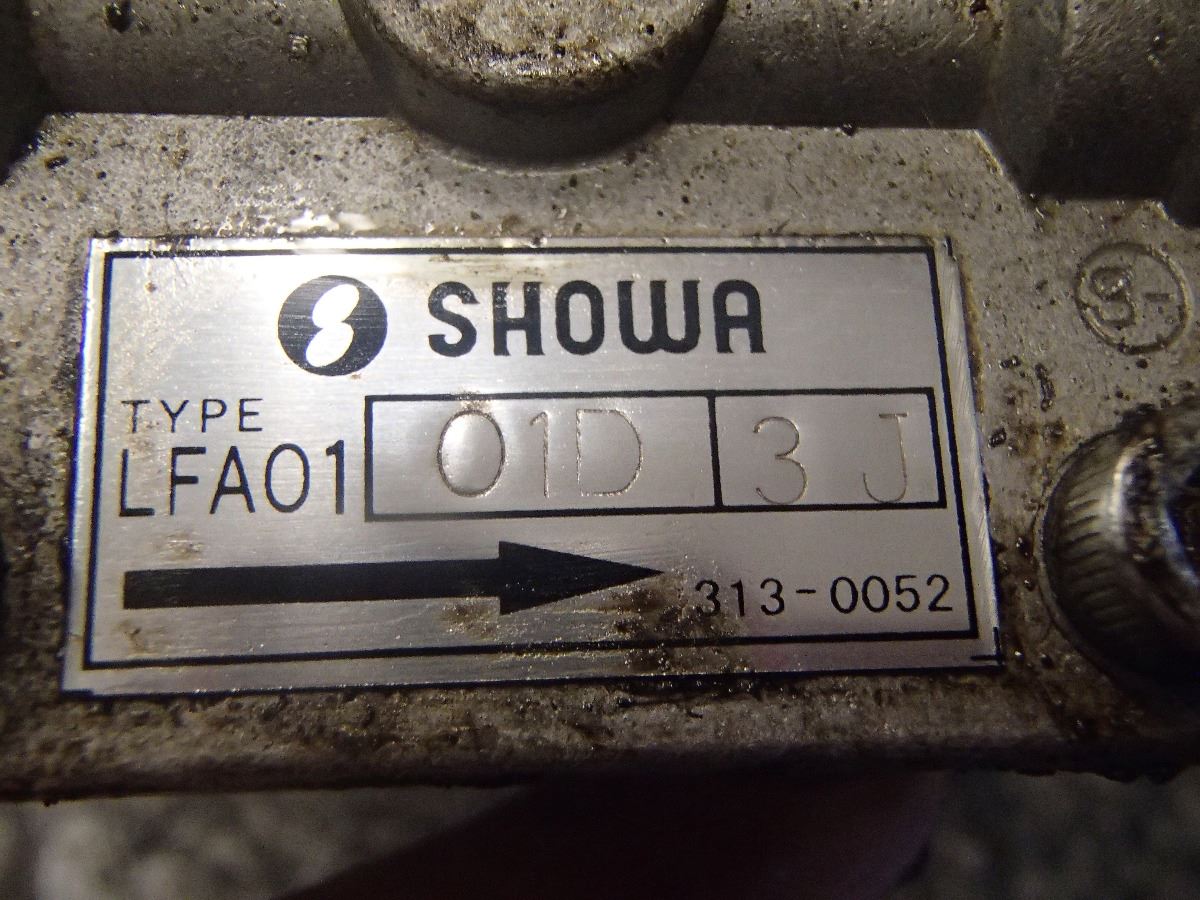 SHOWA
TYPE
LFA01 01D 3 J
313-0052